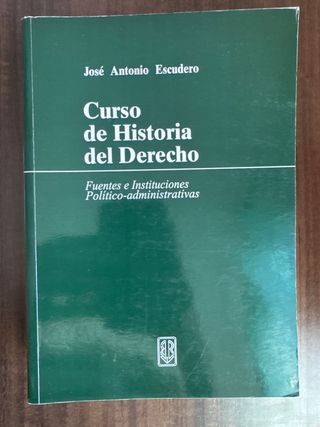 José Antonio Escudero
Curso
de Historia
del Derecho
Fuentes e Instituciones
Político-administrativas